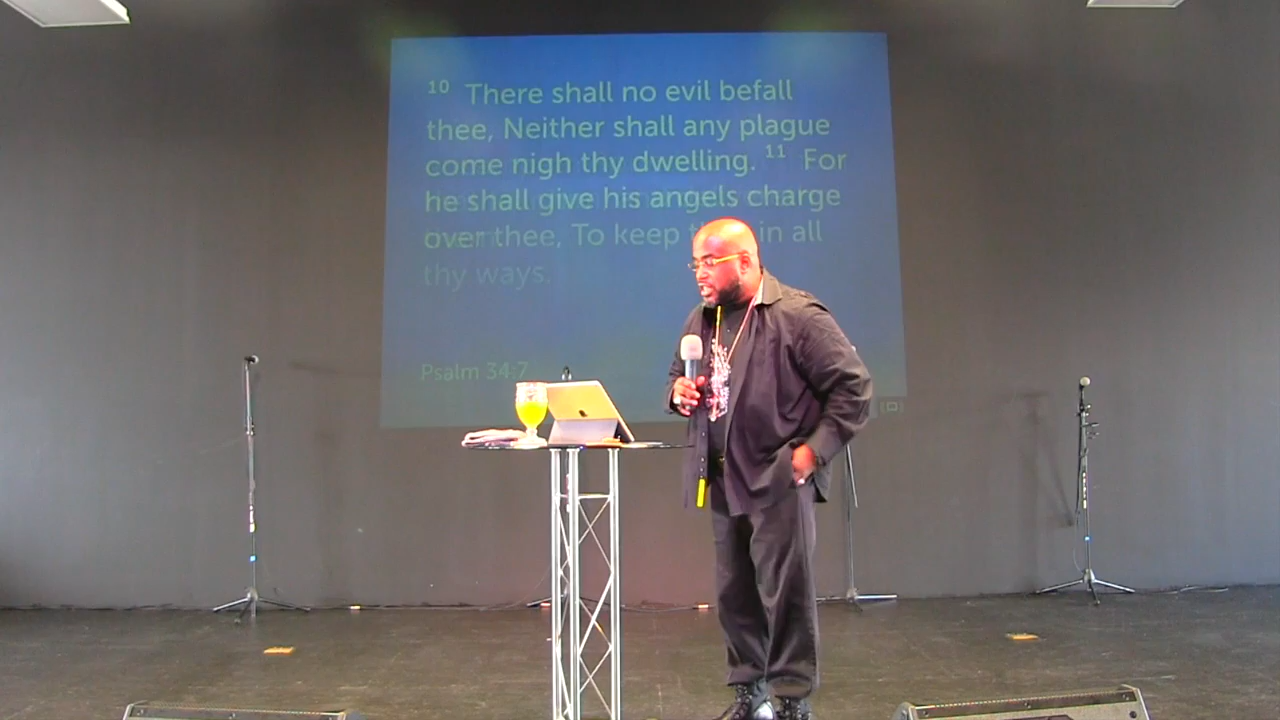 10 There shall no evil befall
thee, Neither shall any plague
come nigh thy dwelling. 11 For
he shall give his angels charge
over thee, To keep in all
thy ways.
Psalm 34:7